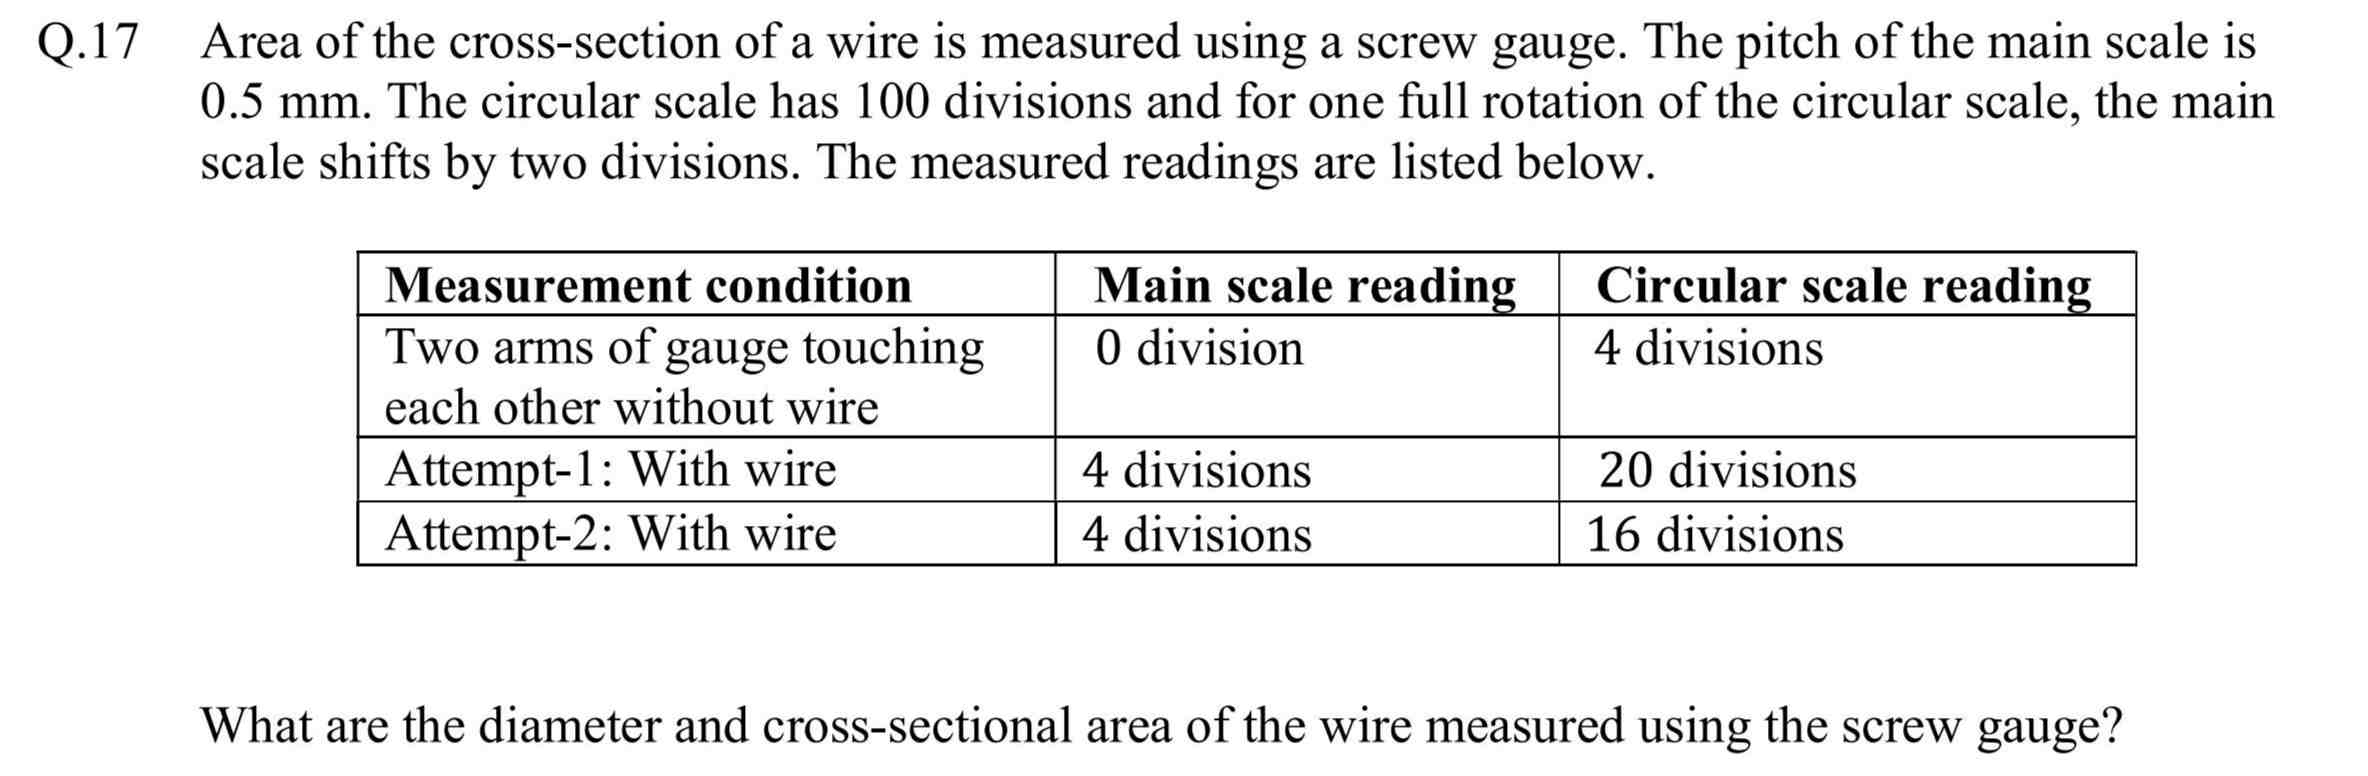 Q.17 Area of the cross-section of a wire is measured using a screw gauge. The pitch of the main scale is
0.5 mm. The circular scale has 100 divisions and for one full rotation of the circular scale, the main
scale shifts by two divisions. The measured readings are listed below.
Measurement condition Main scale reading Circular scale reading
Two arms of gauge touching 0 division 4 divisions
each other without wire
Attempt-1: With wire 4 divisions 20 divisions
Attempt-2: With wire 4 divisions 16 divisions
What are the diameter and cross-sectional area of the wire measured using the screw gauge?